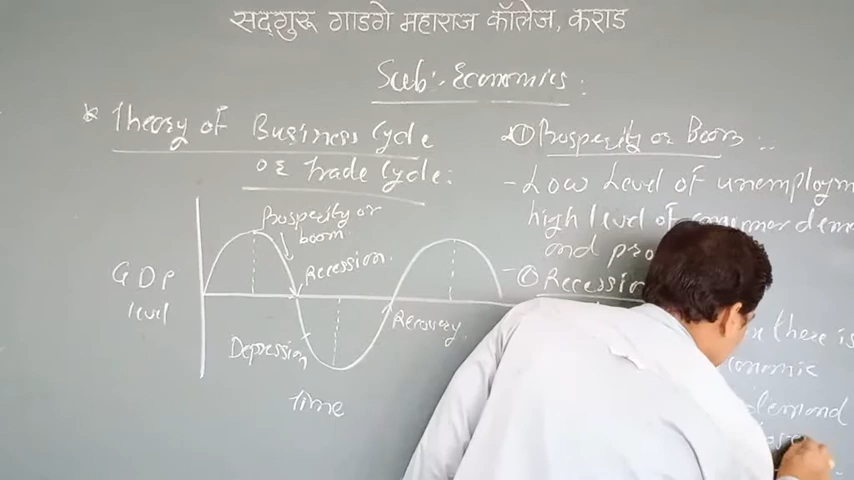 सद्गुरू गाडगे महाराज कॉलेज, कराड
Sub:- Economics :
* Theory of Business Cycle
or Trade Cycle:
Prosperity or
boom
Recession.
GDP
level
Depression
Recovery.
Time
① Prosperity or Boom :-
- Low Level of unemploym
high level of consumer dema
and pro
- ② Recession
there is
conomic
demand